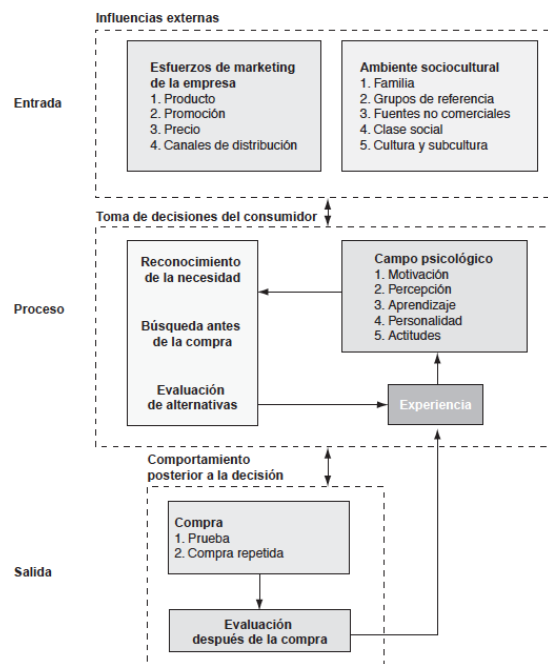 Influencias externas
Entrada
Esfuerzos de marketing
de la empresa
1. Producto
2. Promoción
3. Precio
4. Canales de distribución
Ambiente sociocultural
1. Familia
2. Grupos de referencia
3. Fuentes no comerciales
4. Clase social
5. Cultura y subcultura
Toma de decisiones del consumidor
Proceso
Reconocimiento
de la necesidad
Búsqueda antes
de la compra
Evaluación
de alternativas
Campo psicológico
1. Motivación
2. Percepción
3. Aprendizaje
4. Personalidad
5. Actitudes
Experiencia
Comportamiento
posterior a la decisión
Salida
Compra
1. Prueba
2. Compra repetida
Evaluación
después de la compra